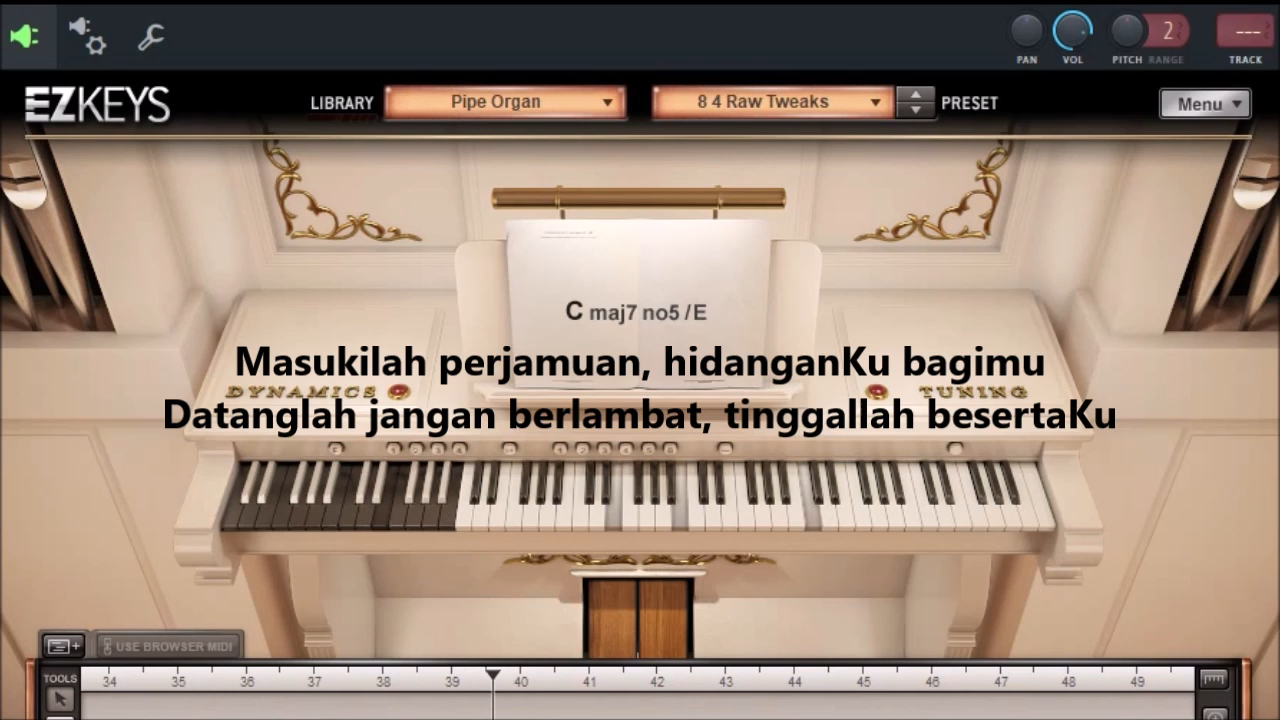 PAN VOL PITCH RANGE 2 --- TRACK
EZKEYS LIBRARY Pipe Organ 8 4 Raw Tweaks PRESET Menu
C maj7 no5 /E
Masukilah perjamuan, hidanganKu bagimu
DYNAMICS TUNING
Datanglah jangan berlambat, tinggallah besertaKu
USE BROWSER MIDI
TOOLS 34 35 36 37 38 39 40 41 42 43 44 45 46 47 48 49